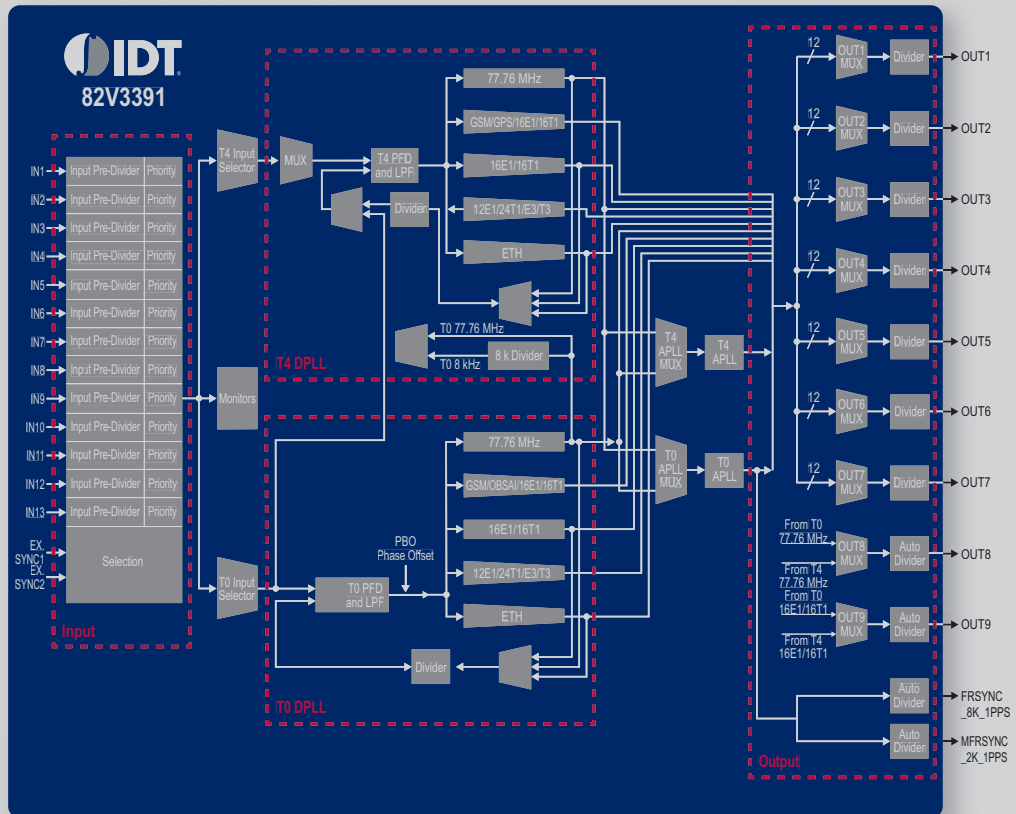 IDT
82V3391
IN1
Input Pre-Divider Priority
IN2
Input Pre-Divider Priority
IN3
Input Pre-Divider Priority
IN4
Input Pre-Divider Priority
IN5
Input Pre-Divider Priority
IN6
Input Pre-Divider Priority
IN7
Input Pre-Divider Priority
IN8
Input Pre-Divider Priority
IN9
Input Pre-Divider Priority
IN10
Input Pre-Divider Priority
IN11
Input Pre-Divider Priority
IN12
Input Pre-Divider Priority
IN13
Input Pre-Divider Priority
EX.
SYNC1
EX.
SYNC2
Selection
Input
T4 Input
Selector
Monitors
T0 Input
Selector
MUX
T4 PFD
and LPF
Divider
77.76 MHz
GSM/GPS/16E1/16T1
16E1/16T1
12E1/24T1/E3/T3
ETH
T0 77.76 MHz
8 k Divider
T0 8 kHz
T4 DPLL
77.76 MHz
GSM/OBSAI/16E1/16T1
16E1/16T1
12E1/24T1/E3/T3
ETH
PBO
Phase Offset
T0 PFD
and LPF
Divider
T0 DPLL
T4
APLL
MUX
T4
APLL
T0
APLL
MUX
T0
APLL
12
OUT1
MUX
Divider
OUT1
12
OUT2
MUX
Divider
OUT2
12
OUT3
MUX
Divider
OUT3
12
OUT4
MUX
Divider
OUT4
12
OUT5
MUX
Divider
OUT5
12
OUT6
MUX
Divider
OUT6
12
OUT7
MUX
Divider
OUT7
From T0
77.76 MHz
From T4
77.76 MHz
OUT8
MUX
Auto
Divider
OUT8
From T0
16E1/16T1
From T4
16E1/16T1
OUT9
MUX
Auto
Divider
OUT9
Auto
Divider
FRSYNC
_8K_1PPS
Auto
Divider
MFRSYNC
_2K_1PPS
Output